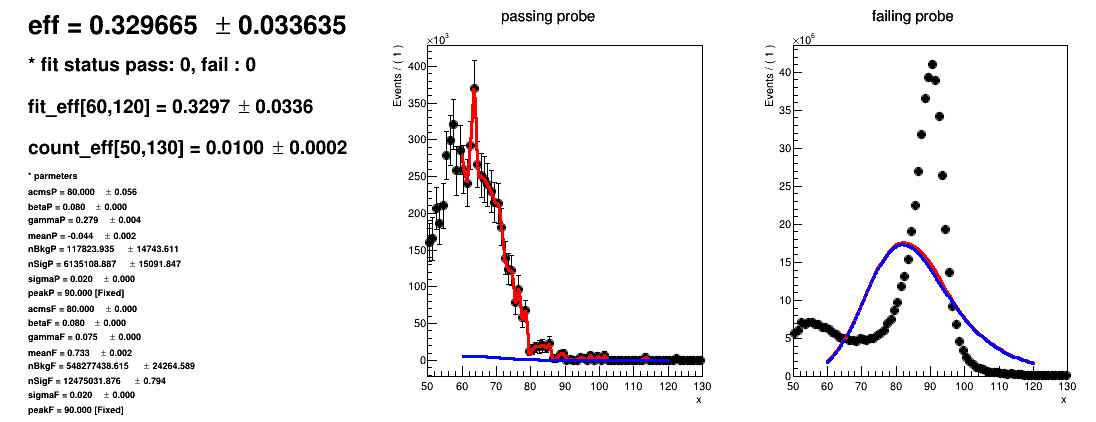 eff = 0.329665 ± 0.033635
* fit status pass: 0, fail : 0
fit_eff[60,120] = 0.3297 ± 0.0336
count_eff[50,130] = 0.0100 ± 0.0002
* parmeters
acmsP = 80.000 ± 0.056
betaP = 0.080 ± 0.000
gammaP = 0.279 ± 0.004
meanP = -0.044 ± 0.002
nBkgP = 117823.935 ± 14743.611
nSigP = 6135108.887 ± 15091.847
sigmaP = 0.020 ± 0.000
peakP = 90.000 [Fixed]
acmsF = 80.000 ± 0.000
betaF = 0.080 ± 0.000
gammaF = 0.075 ± 0.000
meanF = 0.733 ± 0.002
nBkgF = 548277438.615 ± 24264.589
nSigF = 12475031.876 ± 0.794
sigmaF = 0.020 ± 0.000
peakF = 90.000 [Fixed]
passing probe
×10³
Events / ( 1 )
400
350
300
250
200
150
100
50
0
50 60 70 80 90 100 110 120 130
x
failing probe
×10⁶
Events / ( 1 )
40
35
30
25
20
15
10
5
0
50 60 70 80 90 100 110 120 130
x